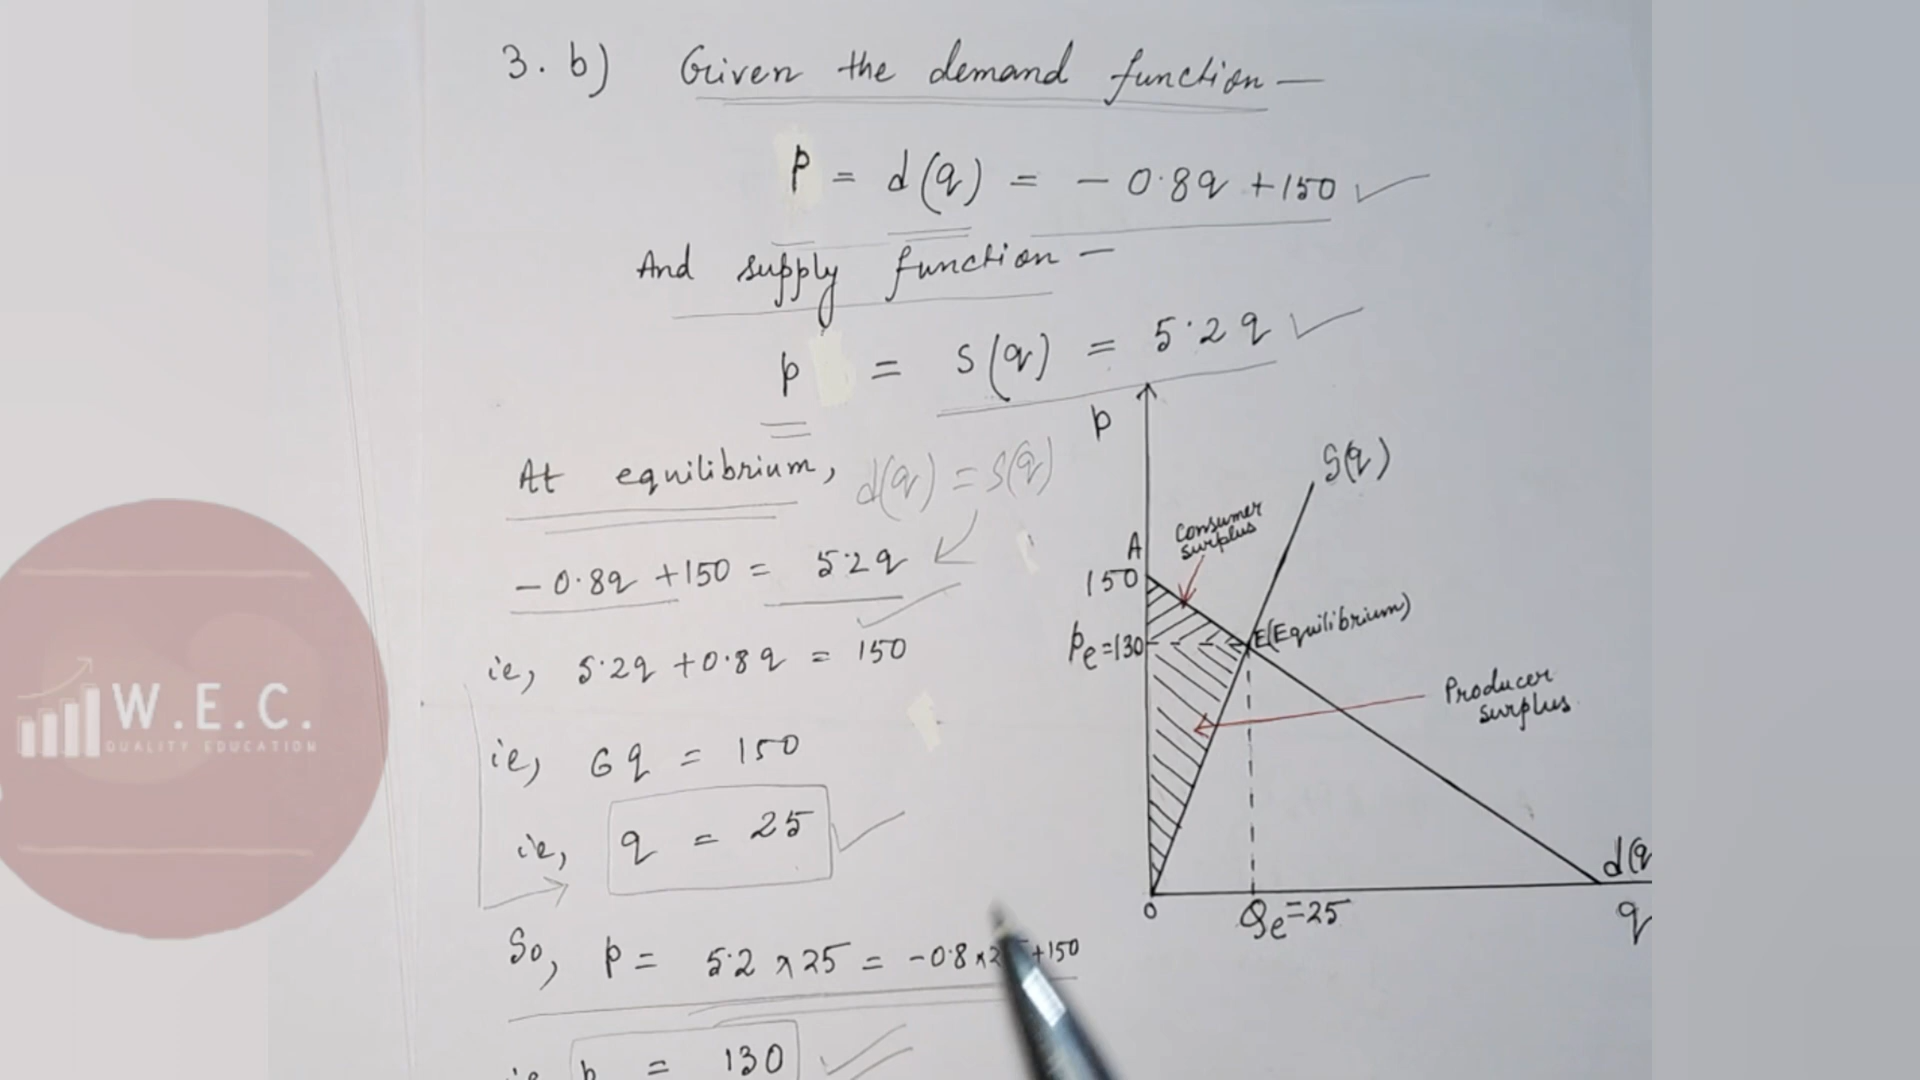 3. b) Given the demand function —
p = d(q) = - 0.8q + 150
And supply function —
p = s(q) = 5.2q
At equilibrium, d(q) = s(q)
- 0.8q + 150 = 5.2q
ie, 5.2q + 0.8q = 150
ie, 6q = 150
ie, q = 25
So, p = 5.2 × 25 = -0.8 × 2 +150
p = 130
p
S(q)
Consumer
surplus
A
150
E(Equilibrium)
Pe=130
Producer
surplus
d(q
0
Qe=25
q
W.E.C.
QUALITY EDUCATION